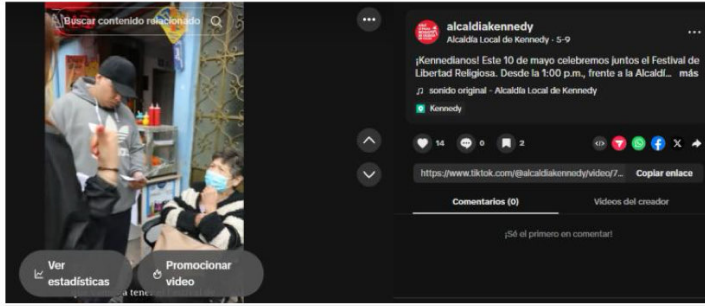 Buscar contenido relacionado
alcaldiakennedy
Alcaldía Local de Kennedy · 5-9
¡Kennedianos! Este 10 de mayo celebremos juntos el Festival de
Libertad Religiosa. Desde la 1:00 p.m., frente a la Alcaldí... más
sonido original - Alcaldía Local de Kennedy
Kennedy
14
0
2
https://www.tiktok.com/@alcaldiakennedy/video/7...
Copiar enlace
Comentarios (0)
Videos del creador
¡Sé el primero en comentar!
Ver
estadísticas
Promocionar
video
a tener